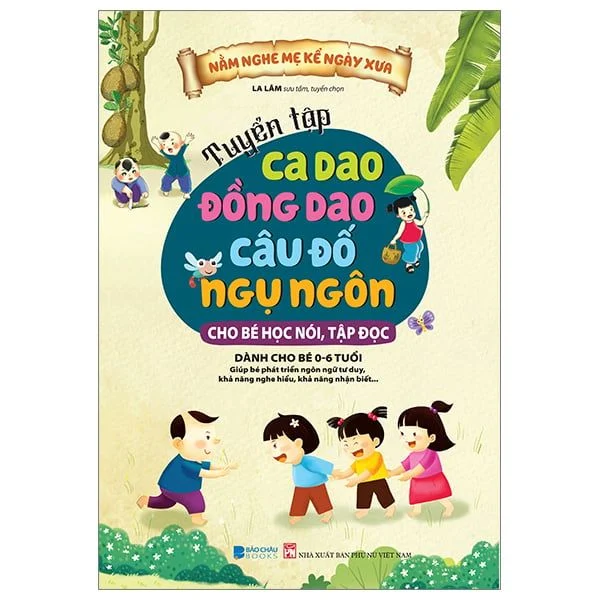 NẰM NGHE MẸ KỂ NGÀY XƯA
LA LÂM sưu tầm, tuyển chọn
Tuyển tập
CA DAO
ĐỒNG DAO
CÂU ĐỐ
NGỤ NGÔN
CHO BÉ HỌC NÓI, TẬP ĐỌC
DÀNH CHO BÉ 0-6 TUỔI
Giúp bé phát triển ngôn ngữ tư duy,
khả năng nghe hiểu, khả năng nhận biết...
BẢO CHÂU
BOOKS
NHÀ XUẤT BẢN PHỤ NỮ VIỆT NAM